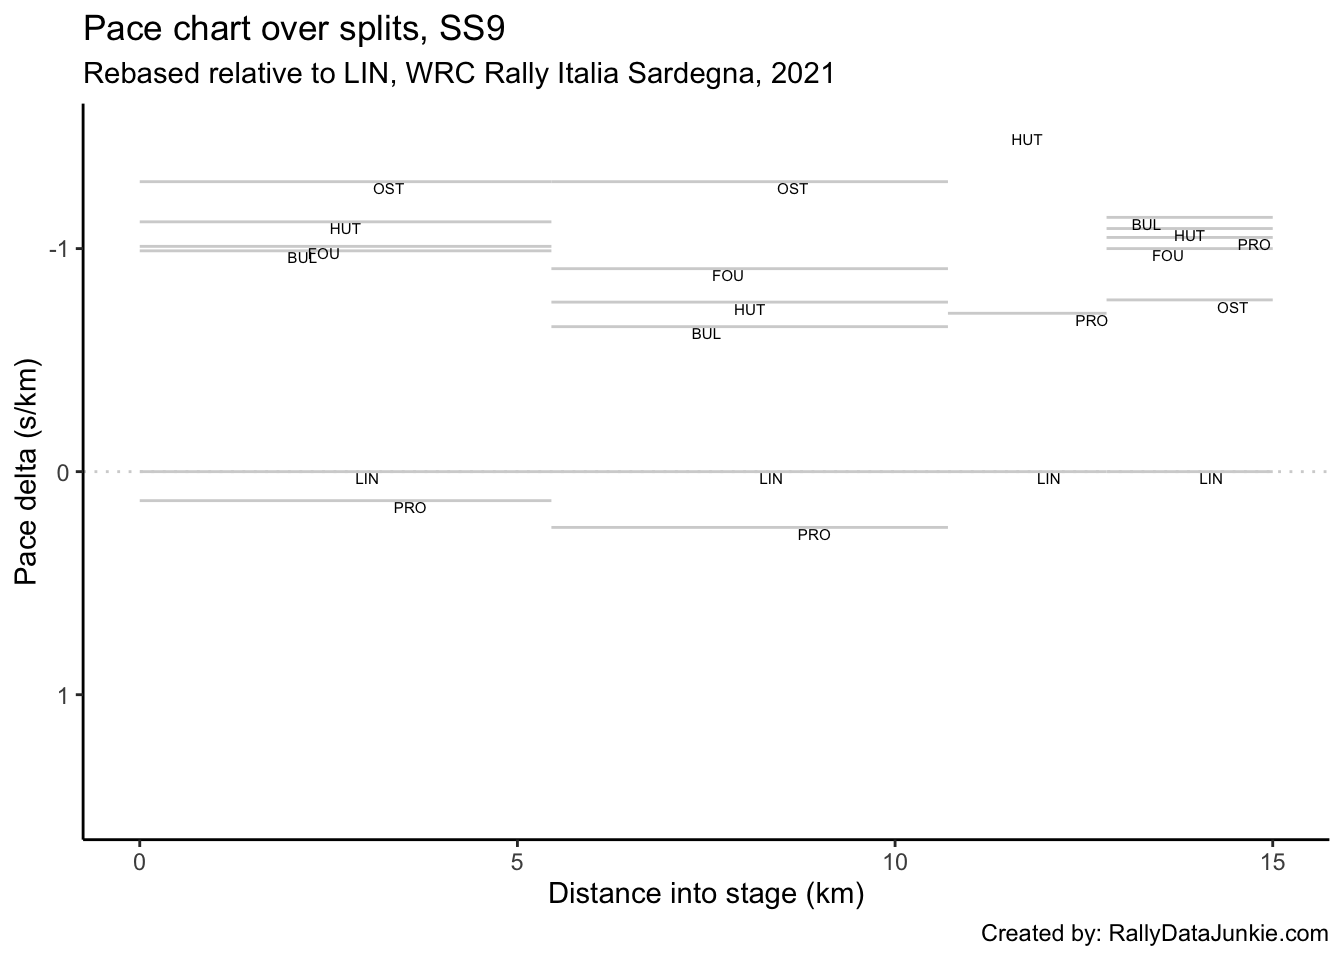 Pace chart over splits, SS9
Rebased relative to LIN, WRC Rally Italia Sardegna, 2021
HUT
OST
OST
HUT
BUL
HUT
PRO
-1
BUL
FOU
FOU
FOU
HUT
OST
BUL
PRO
0
LIN
LIN
LIN
LIN
PRO
PRO
1
Pace delta (s/km)
0
5
10
15
Distance into stage (km)
Created by: RallyDataJunkie.com